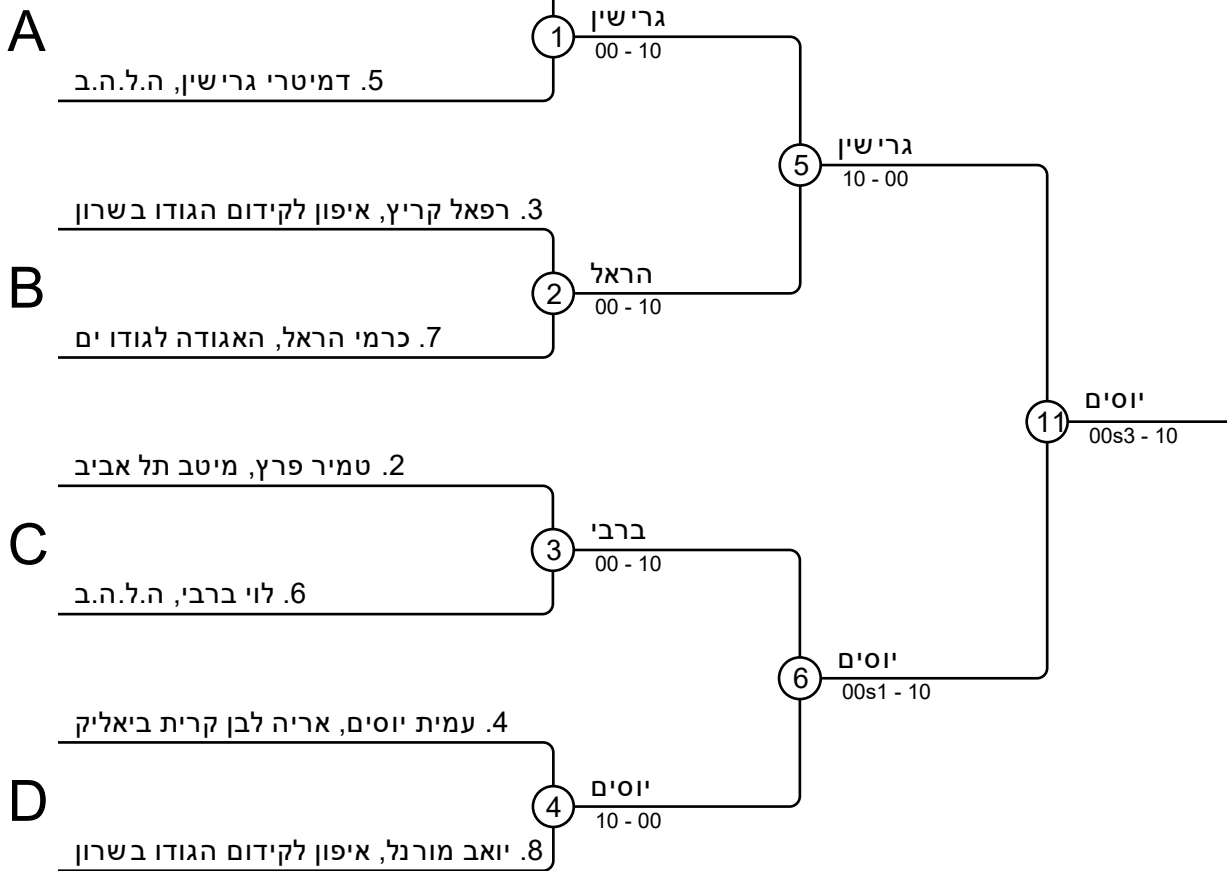 A
1
גרישין
00 - 10
5. דמיטרי גרישין, ה.ל.ה.ב
5
גרישין
10 - 00
3. רפאל קריץ, איפון לקידום הגודו בשרון
B
2
הראל
00 - 10
7. כרמי הראל, האגודה לגודו ים
11
יוסים
00s3 - 10
2. טמיר פרץ, מיטב תל אביב
C
3
ברבי
00 - 10
6. לוי ברבי, ה.ל.ה.ב
6
יוסים
00s1 - 10
4. עמית יוסים, אריה לבן קרית ביאליק
D
4
יוסים
10 - 00
8. יואב מורנל, איפון לקידום הגודו בשרון